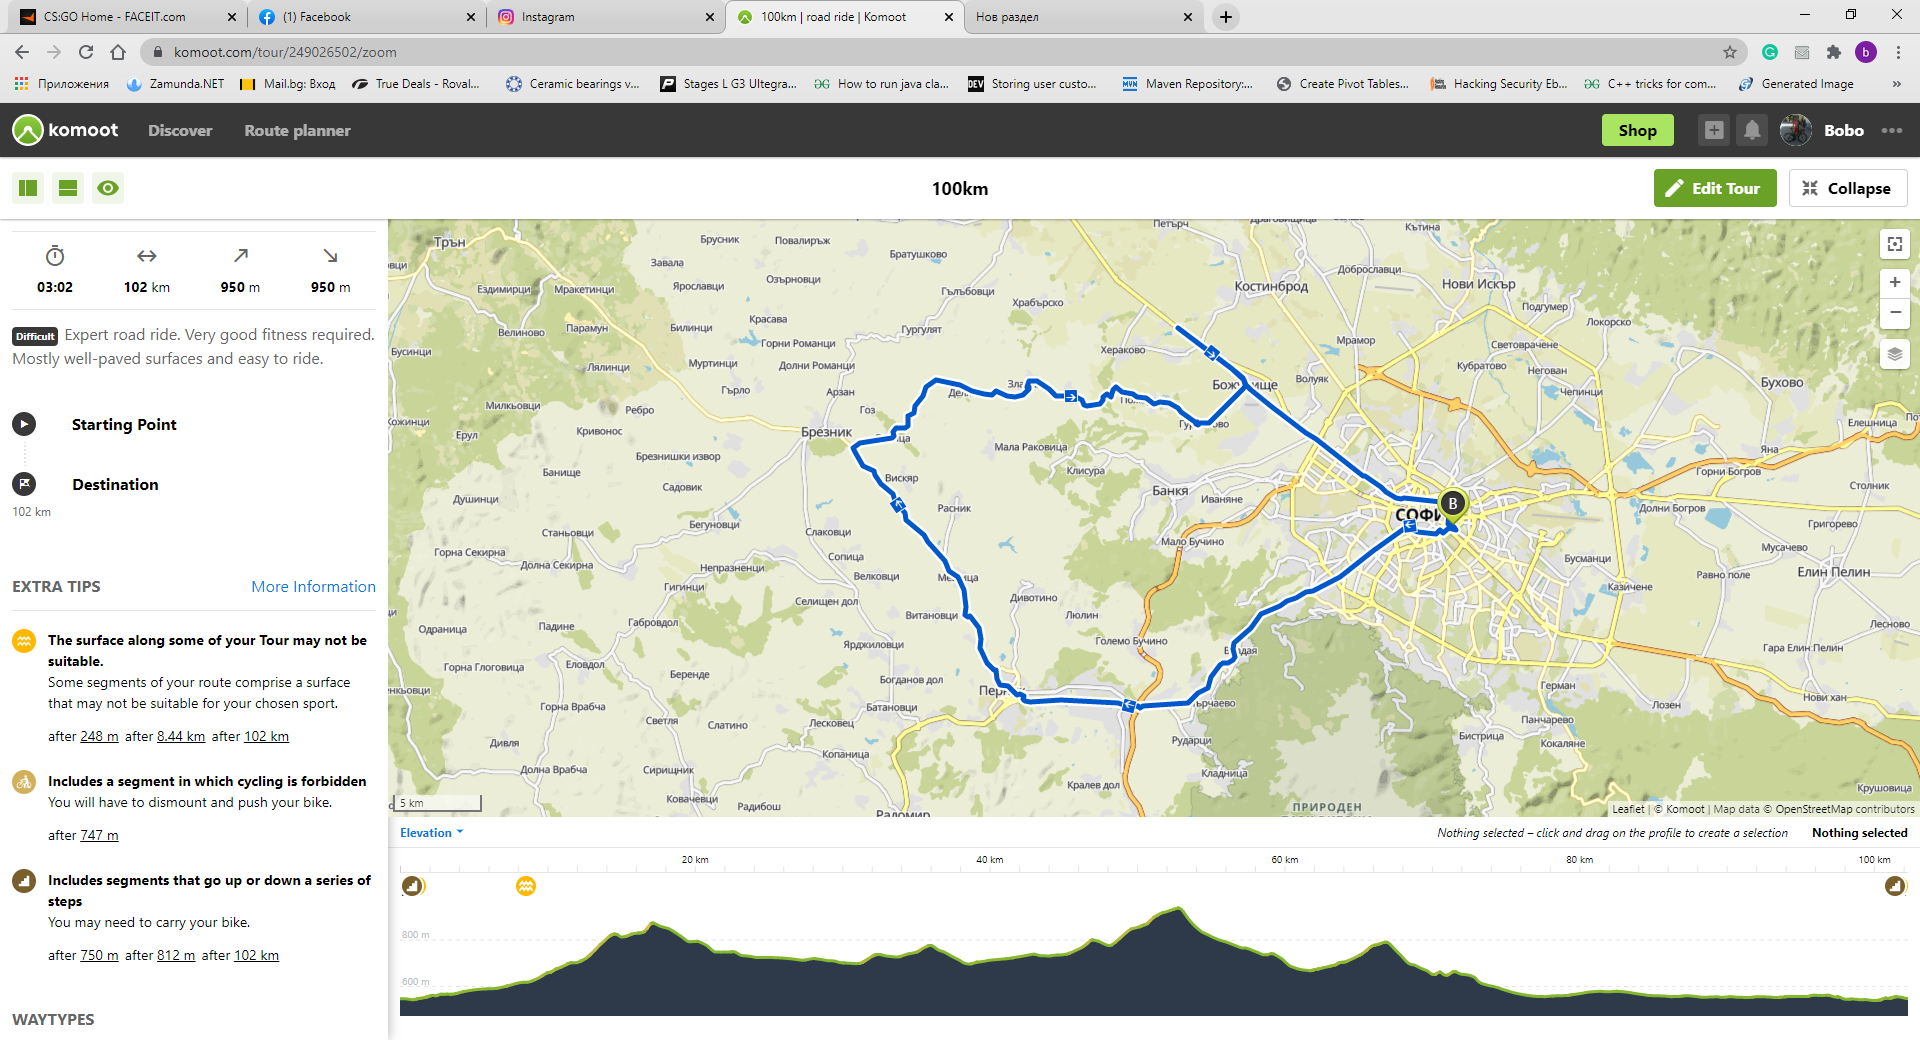 CS:GO Home - FACEIT.com
(1) Facebook
Instagram
100km | road ride | Komoot
Нов раздел
komoot.com/tour/249026502/zoom
b
Приложения
Zamunda.NET
Mail.bg: Вход
True Deals - Roval...
Ceramic bearings v...
Stages L G3 Ultegra...
How to run java cla...
DEV
Storing user custo...
Maven Repository:...
Create Pivot Tables...
Hacking Security Eb...
C++ tricks for com...
Generated Image
»
komoot
Discover
Route planner
Shop
Bobo
100km
Edit Tour
Collapse
03:02
102 km
950 m
950 m
Difficult Expert road ride. Very good fitness required.
Mostly well-paved surfaces and easy to ride.
Starting Point
Destination
102 km
EXTRA TIPS
More Information
The surface along some of your Tour may not be
suitable.
Some segments of your route comprise a surface
that may not be suitable for your chosen sport.
after 248 m after 8.44 km after 102 km
Includes a segment in which cycling is forbidden
You will have to dismount and push your bike.
after 747 m
Includes segments that go up or down a series of
steps
You may need to carry your bike.
after 750 m after 812 m after 102 km
WAYTYPES
Трън
Брусник
Повалиръж
Братушково
Петърч
Кътина
Завала
Озърновци
Доброславци
Ездимирци
Мракетинци
Ярославци
Гълъбовци
Храбърско
Костинброд
Нови Искър
Подгумер
Локорско
Велиново
Парамун
Билинци
Красава
Гургулят
Бусинци
Горни Романци
Хераково
Мрамор
Световрачене
Лялинци
Муртинци
Долни Романци
Кубратово
Негован
Гърло
Арзан
Волуяк
Чепинци
Бухово
Милкьовци
Ребро
Гоз
Ерул
Кривонос
Брезник
Мала Раковица
Елешница
Яна
Банище
Брезнишки извор
Клисура
Горни Богров
Душинци
Садовик
Вискяр
Банкя
Иваняне
Столник
Бегуновци
Расник
СОФИ
B
Долни Богров
Григорево
Станьовци
Слаковци
Мало Бучино
Горна Секирна
Долна Секирна
Непразненци
Сопица
Бусманци
Мусачево
Гигинци
Велковци
Казичене
Равно поле
Елин Пелин
Селищен дол
Дивотино
Одраница
Падине
Габровдол
Витановци
Люлин
Лесново
Ярджиловци
Големо Бучино
Гара Елин Пелин
Горна Глоговица
Еловдол
Беренде
Богданов дол
Герман
Нови хан
Горна Врабча
Светля
Слатино
Батановци
Лозен
Лесковец
Панчарево
Дивля
Копаница
Рударци
Бистрица
Кокаляне
Долна Врабча
Сирищник
Кладница
Ковачевци
Радибош
Радомир
Кралев дол
Крушовица
ПРИРОДЕН
5 km
+
−
Leaflet | © Komoot | Map data © OpenStreetMap contributors
Elevation
Nothing selected – click and drag on the profile to create a selection
Nothing selected
20 km
40 km
60 km
80 km
100 km
800 m
600 m